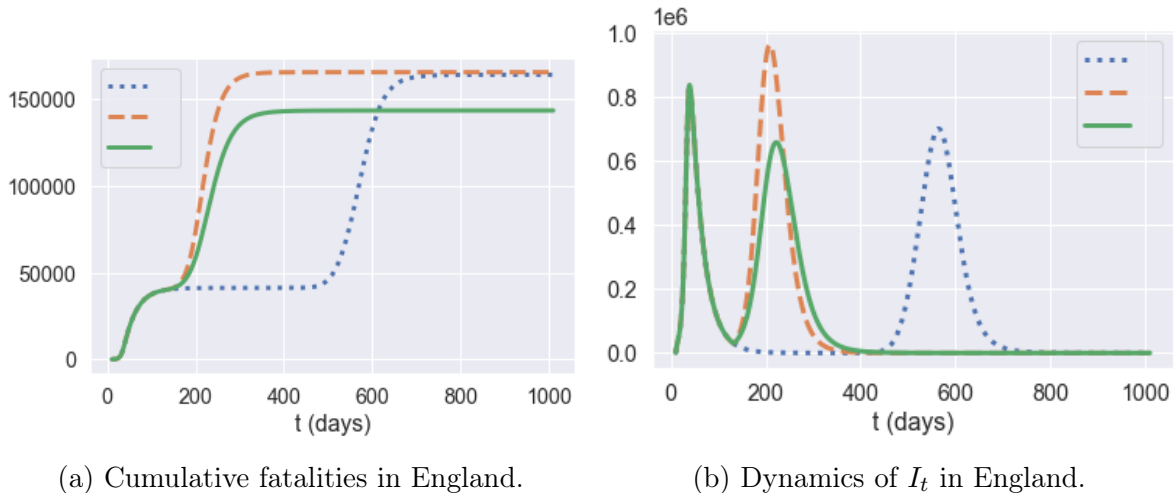 150000
100000
50000
0
0 200 400 600 800 1000
t (days)
1e6
1.0
0.8
0.6
0.4
0.2
0.0
0 200 400 600 800 1000
t (days)
(a) Cumulative fatalities in England.
(b) Dynamics of I_t in England.